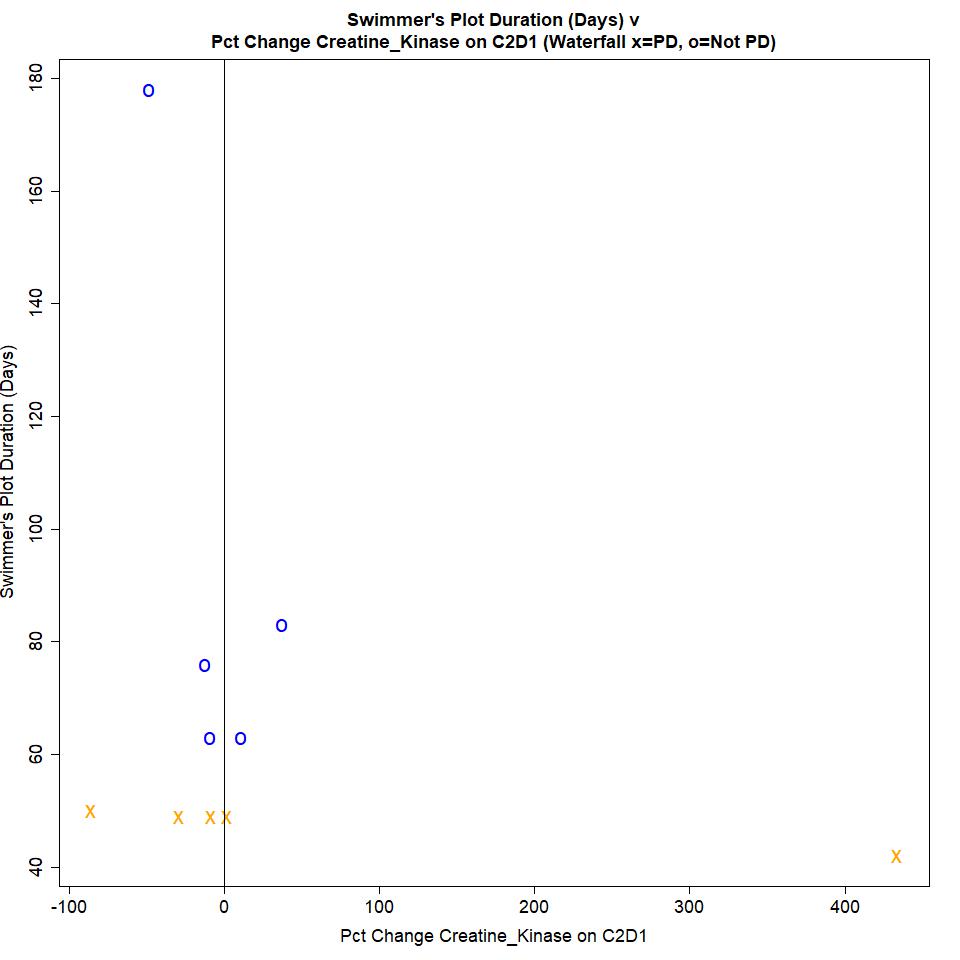 Swimmer's Plot Duration (Days) v
Pct Change Creatine_Kinase on C2D1 (Waterfall x=PD, o=Not PD)
Swimmer's Plot Duration (Days)
180
160
140
120
100
80
60
40
o
o
o
o
o
x
x
x
x
x
-100
0
100
200
300
400
Pct Change Creatine_Kinase on C2D1